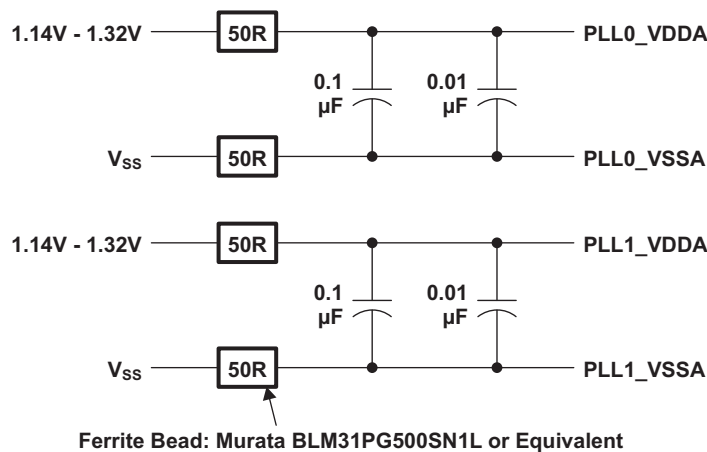 1.14V - 1.32V 50R PLL0_VDDA
0.1 µF 0.01 µF
VSS 50R PLL0_VSSA
1.14V - 1.32V 50R PLL1_VDDA
0.1 µF 0.01 µF
VSS 50R PLL1_VSSA
Ferrite Bead: Murata BLM31PG500SN1L or Equivalent